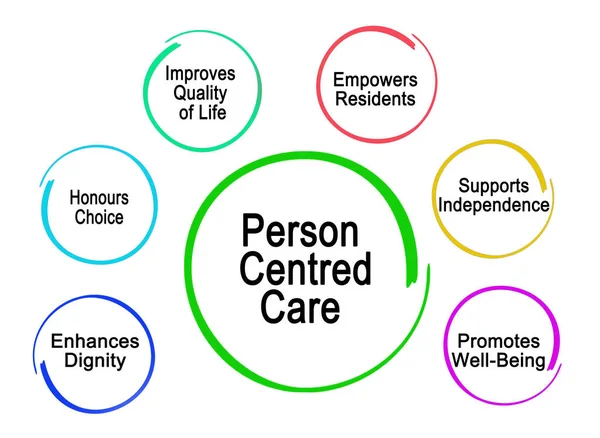 Improves
Quality
of Life
Empowers
Residents
Honours
Choice
Supports
Independence
Person
Centred
Care
Enhances
Dignity
Promotes
Well-Being